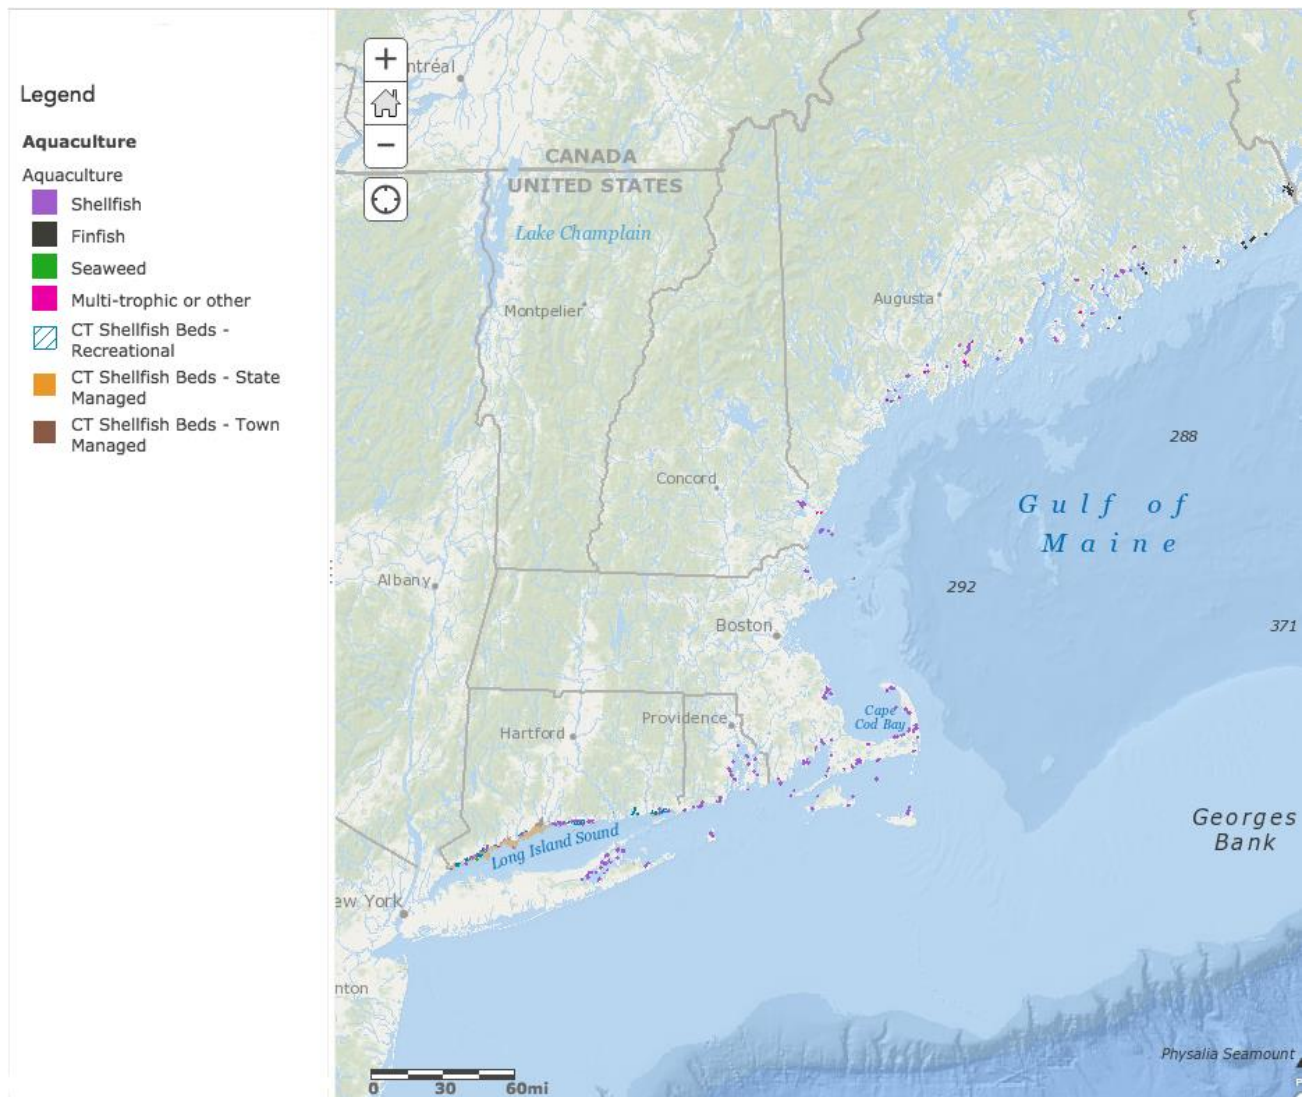 Legend
Aquaculture
Aquaculture
Shellfish
Finfish
Seaweed
Multi-trophic or other
CT Shellfish Beds -
Recreational
CT Shellfish Beds - State
Managed
CT Shellfish Beds - Town
Managed
+
−
ntréal
CANADA
UNITED STATES
Lake Champlain
Montpelier
Augusta
288
Concord
Gulf of
Maine
292
Albany
371
Boston
Cape
Cod Bay
Providence
Hartford
Georges
Bank
Long Island Sound
ew York
nton
Physalia Seamount
0 30 60mi